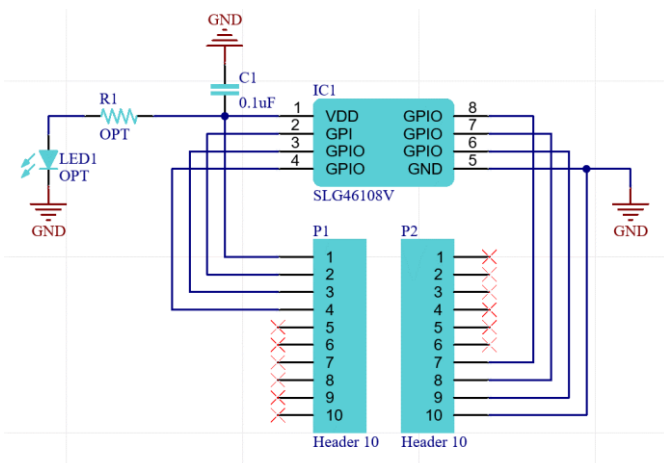 GND
C1
0.1uF
R1
OPT
LED1
OPT
GND
IC1
1 VDD GPIO 8
2 GPI GPIO 7
3 GPIO GPIO 6
4 GPIO GND 5
SLG46108V
GND
P1 P2
1 1
2 2
3 3
4 4
5 5
6 6
7 7
8 8
9 9
10 10
Header 10 Header 10